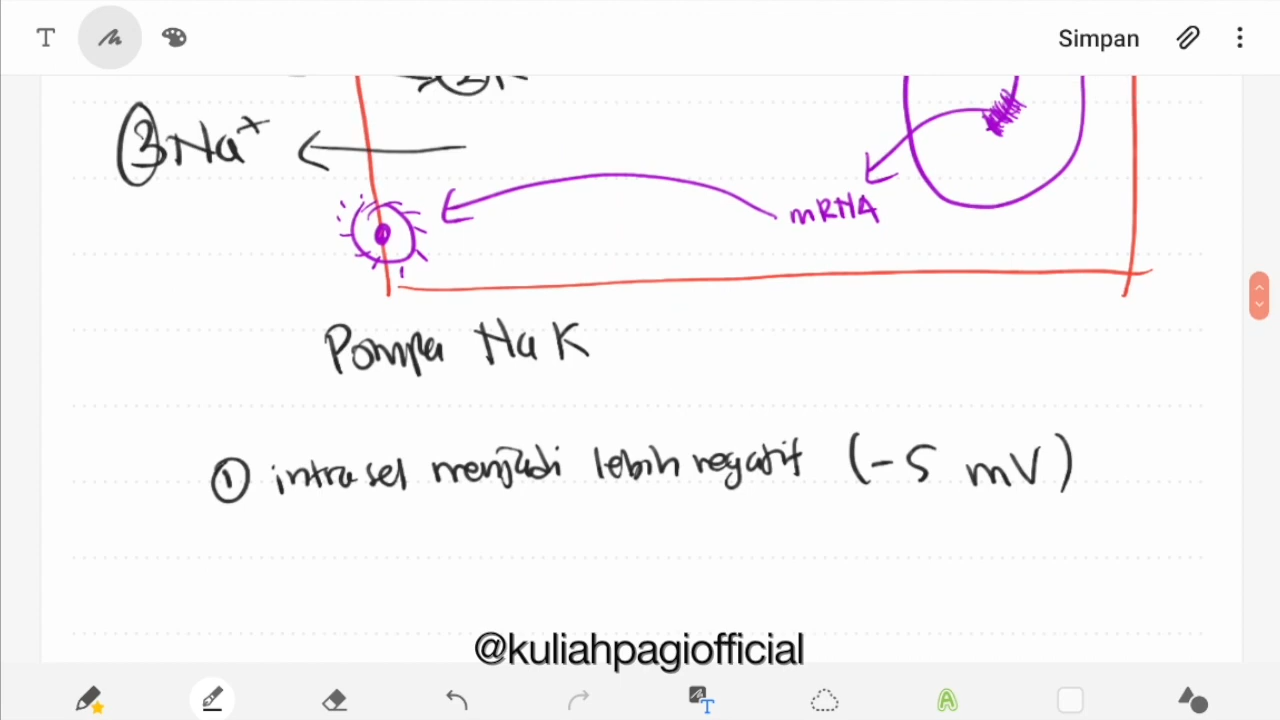 T
Simpan
3Na+
mRNA
Pompa Na K
① intrasel menjadi lebih negatif (-5 mV)
@kuliahpagiofficial
T
A